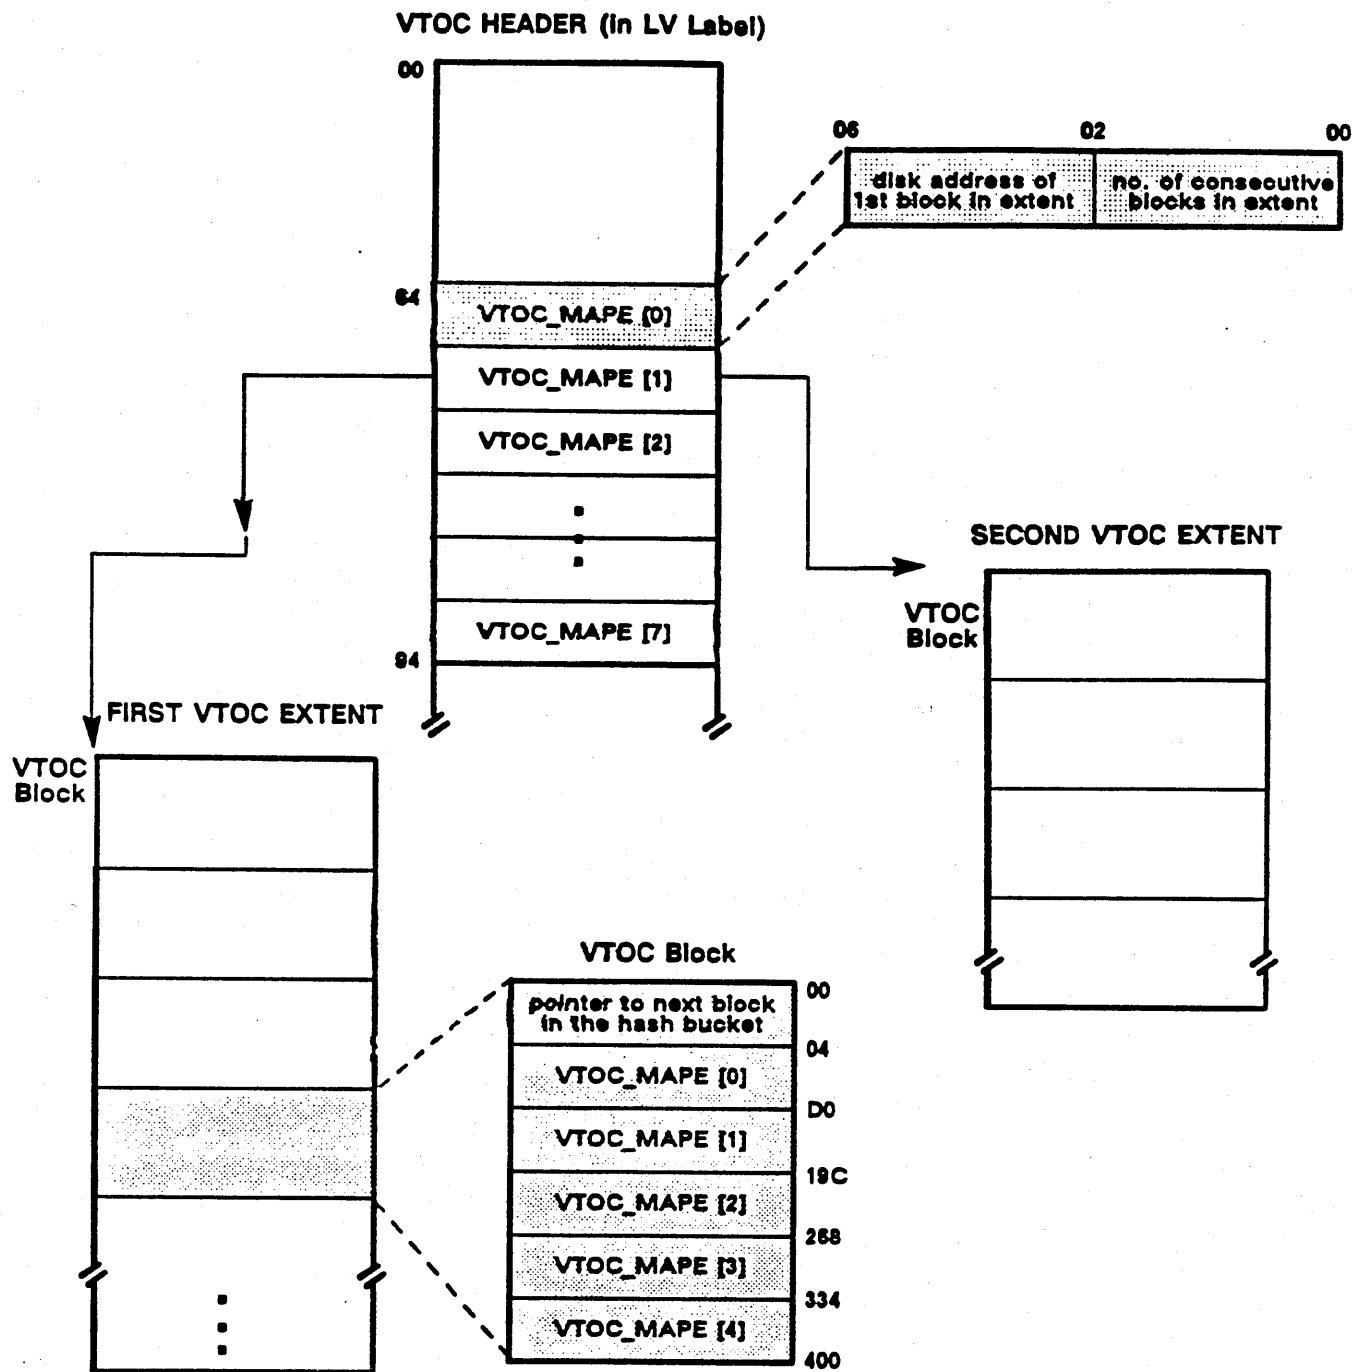 VTOC HEADER (in LV Label)
00
06 02 00
disk address of
1st block in extent
no. of consecutive
blocks in extent
64
VTOC_MAPE [0]
VTOC_MAPE [1]
VTOC_MAPE [2]
VTOC_MAPE [7]
94
SECOND VTOC EXTENT
VTOC
Block
FIRST VTOC EXTENT
VTOC
Block
VTOC Block
00
pointer to next block
in the hash bucket
04
VTOC_MAPE [0]
D0
VTOC_MAPE [1]
19C
VTOC_MAPE [2]
268
VTOC_MAPE [3]
334
VTOC_MAPE [4]
400